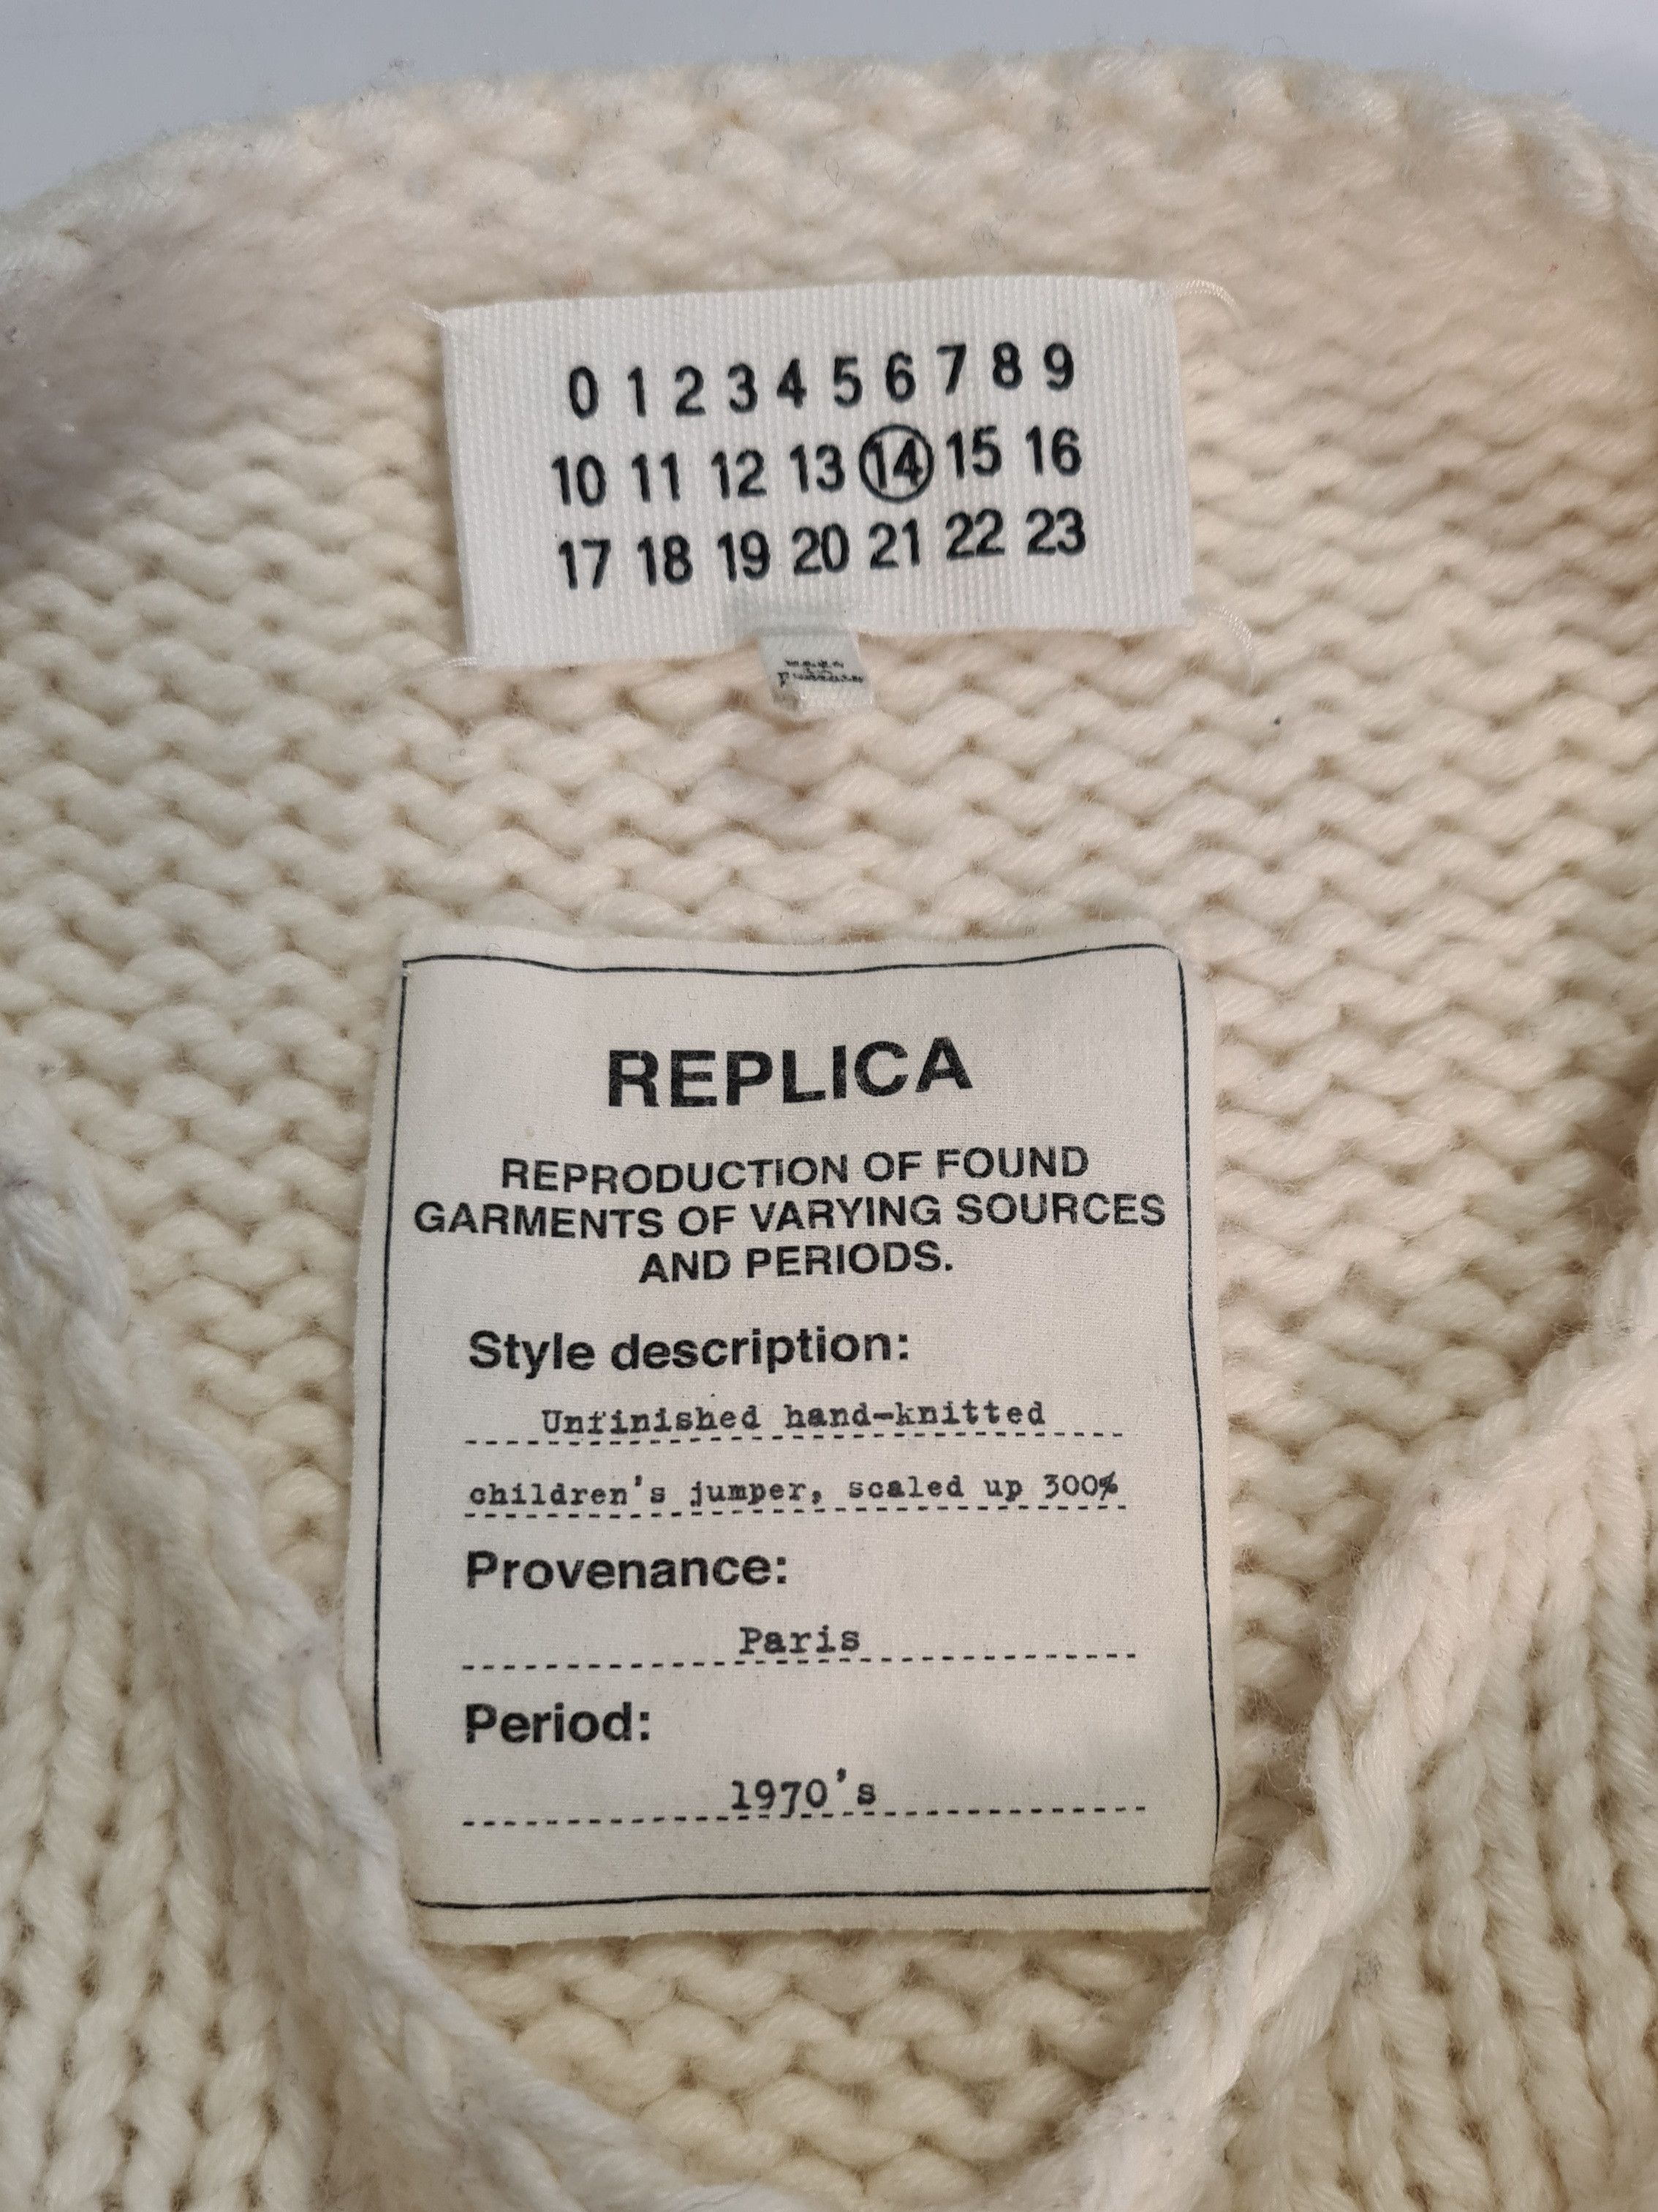 0 1 2 3 4 5 6 7 8 9
10 11 12 13 14 15 16
17 18 19 20 21 22 23
REPLICA
REPRODUCTION OF FOUND
GARMENTS OF VARYING SOURCES
AND PERIODS.
Style description:
Unfinished hand-knitted
children's jumper, scaled up 300%
Provenance:
Paris
Period:
1970's